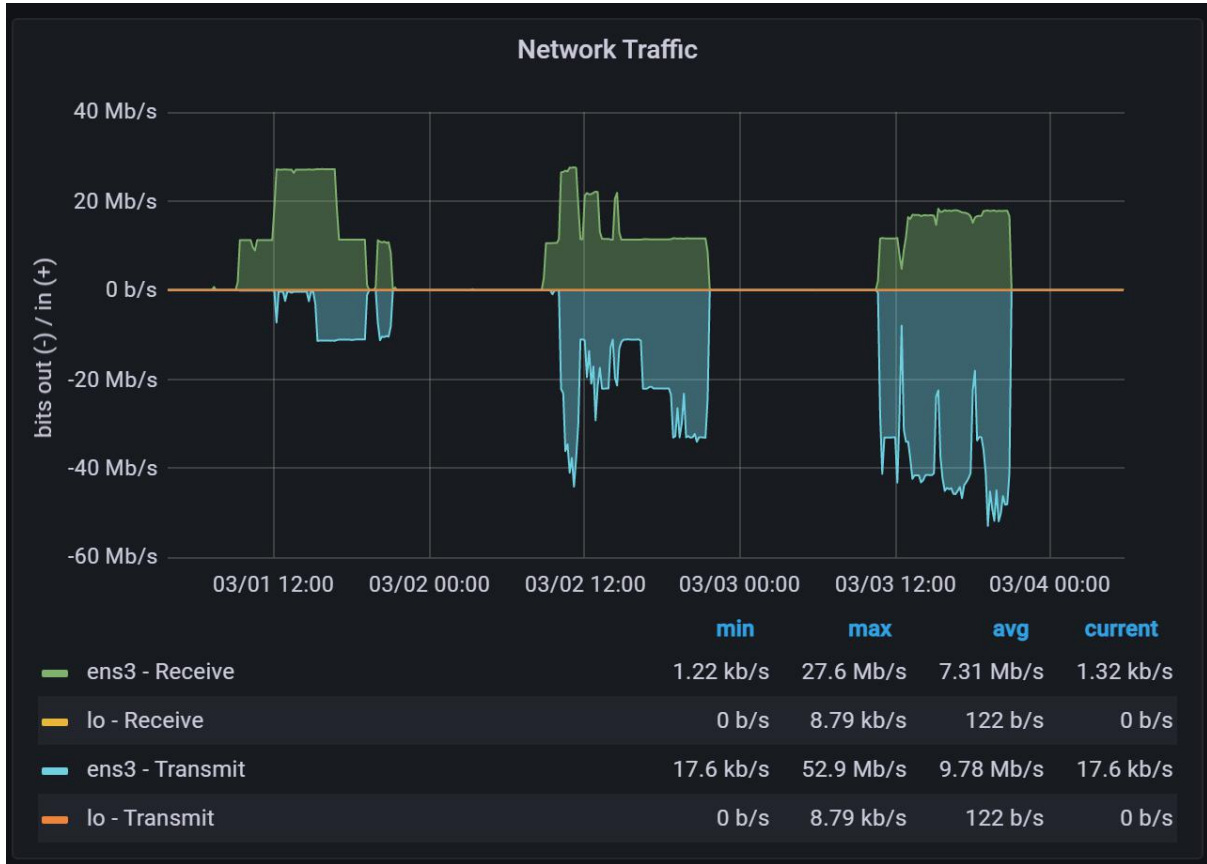 Network Traffic
40 Mb/s
20 Mb/s
0 b/s
-20 Mb/s
-40 Mb/s
-60 Mb/s
bits out (-) / in (+)
03/01 12:00 03/02 00:00 03/02 12:00 03/03 00:00 03/03 12:00 03/04 00:00
min max avg current
ens3 - Receive 1.22 kb/s 27.6 Mb/s 7.31 Mb/s 1.32 kb/s
lo - Receive 0 b/s 8.79 kb/s 122 b/s 0 b/s
ens3 - Transmit 17.6 kb/s 52.9 Mb/s 9.78 Mb/s 17.6 kb/s
lo - Transmit 0 b/s 8.79 kb/s 122 b/s 0 b/s